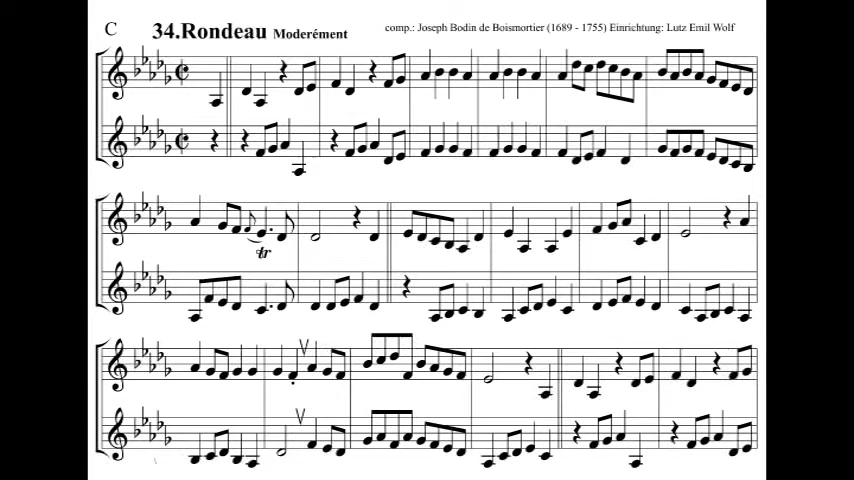 C
34.Rondeau Moderément
comp.: Joseph Bodin de Boismortier (1689 - 1755) Einrichtung: Lutz Emil Wolf
tr